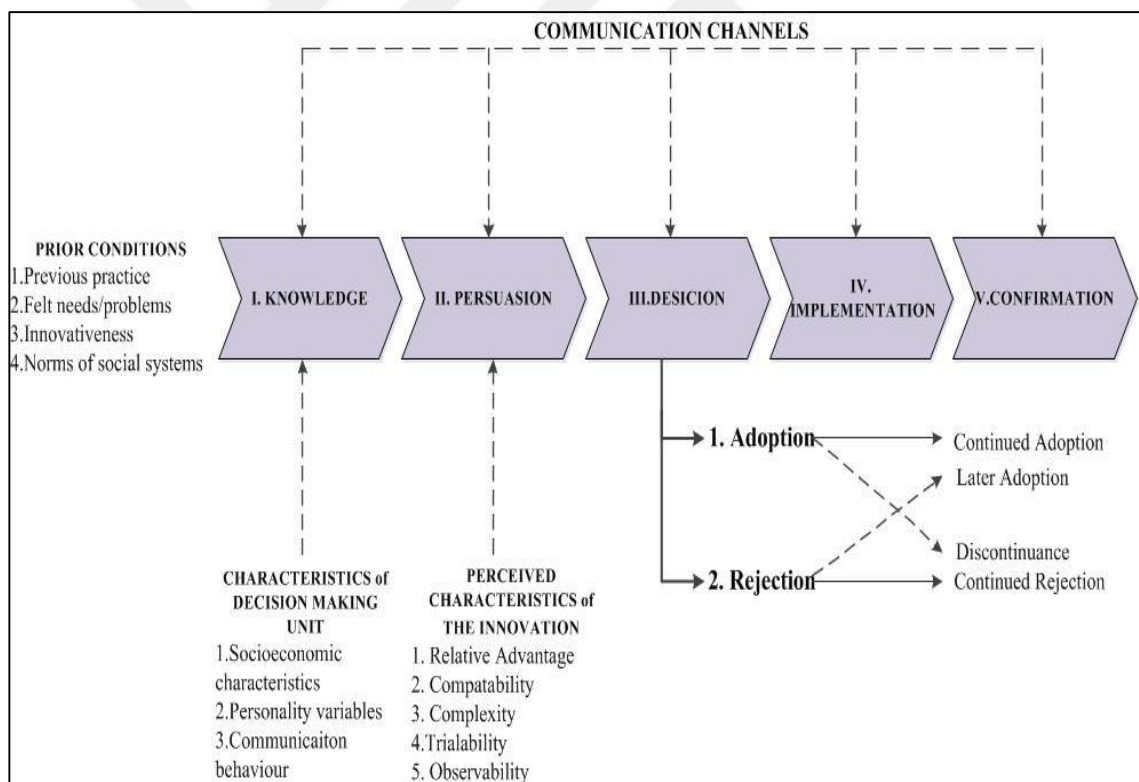 COMMUNICATION CHANNELS
PRIOR CONDITIONS
1.Previous practice
2.Felt needs/problems
3.Innovativeness
4.Norms of social systems
I. KNOWLEDGE
II. PERSUASION
III.DESICION
IV.
IMPLEMENTATION
V.CONFIRMATION
1. Adoption
2. Rejection
Continued Adoption
Later Adoption
Discontinuance
Continued Rejection
CHARACTERISTICS of
DECISION MAKING
UNIT
1.Socioeconomic
characteristics
2.Personality variables
3.Communicaiton
behaviour
PERCEIVED
CHARACTERISTICS of
THE INNOVATION
1. Relative Advantage
2. Compatability
3. Complexity
4.Trialability
5. Observability